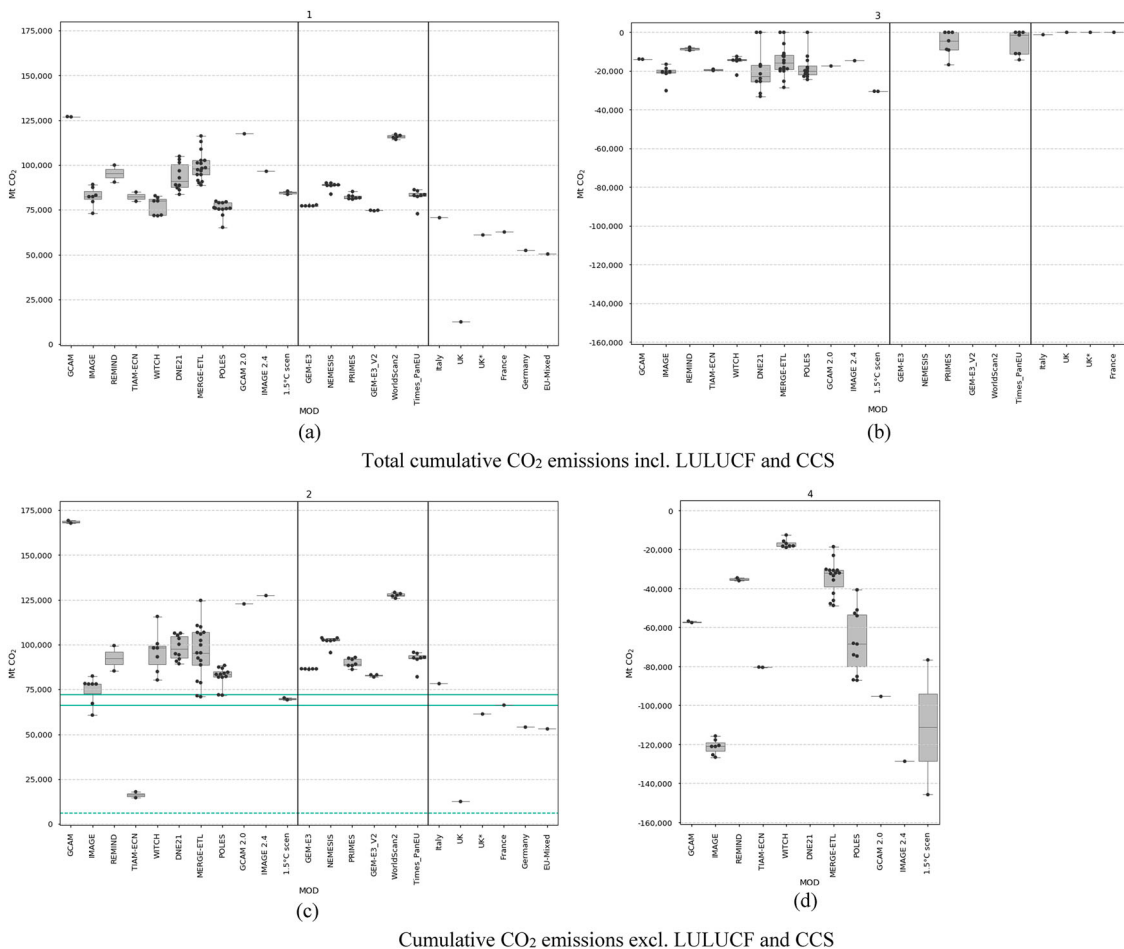 1
175,000
150,000
125,000
100,000
75,000
50,000
25,000
0
Mt CO₂
GCAM
IMAGE
REMIND
TIAM-ECN
WITCH
DNE21
MERGE-ETL
POLES
GCAM 2.0
IMAGE 2.4
1.5°C scen
GEM-E3
NEMESIS
PRIMES
GEM-E3_V2
WorldScan2
Times_PanEU
Italy
UK
UK*
France
Germany
EU-Mixed
MOD
(a)
3
0
-20,000
-40,000
-60,000
-80,000
-100,000
-120,000
-140,000
-160,000
Mt CO₂
GCAM
IMAGE
REMIND
TIAM-ECN
WITCH
DNE21
MERGE-ETL
POLES
GCAM 2.0
IMAGE 2.4
1.5°C scen
GEM-E3
NEMESIS
PRIMES
GEM-E3_V2
WorldScan2
Times_PanEU
Italy
UK
UK*
France
MOD
(b)
Total cumulative CO₂ emissions incl. LULUCF and CCS
2
175,000
150,000
125,000
100,000
75,000
50,000
25,000
0
Mt CO₂
GCAM
IMAGE
REMIND
TIAM-ECN
WITCH
DNE21
MERGE-ETL
POLES
GCAM 2.0
IMAGE 2.4
1.5°C scen
GEM-E3
NEMESIS
PRIMES
GEM-E3_V2
WorldScan2
Times_PanEU
Italy
UK
UK*
France
Germany
EU-Mixed
MOD
(c)
4
0
-20,000
-40,000
-60,000
-80,000
-100,000
-120,000
-140,000
-160,000
Mt CO₂
GCAM
IMAGE
REMIND
TIAM-ECN
WITCH
DNE21
MERGE-ETL
POLES
GCAM 2.0
IMAGE 2.4
1.5°C scen
MOD
(d)
Cumulative CO₂ emissions excl. LULUCF and CCS